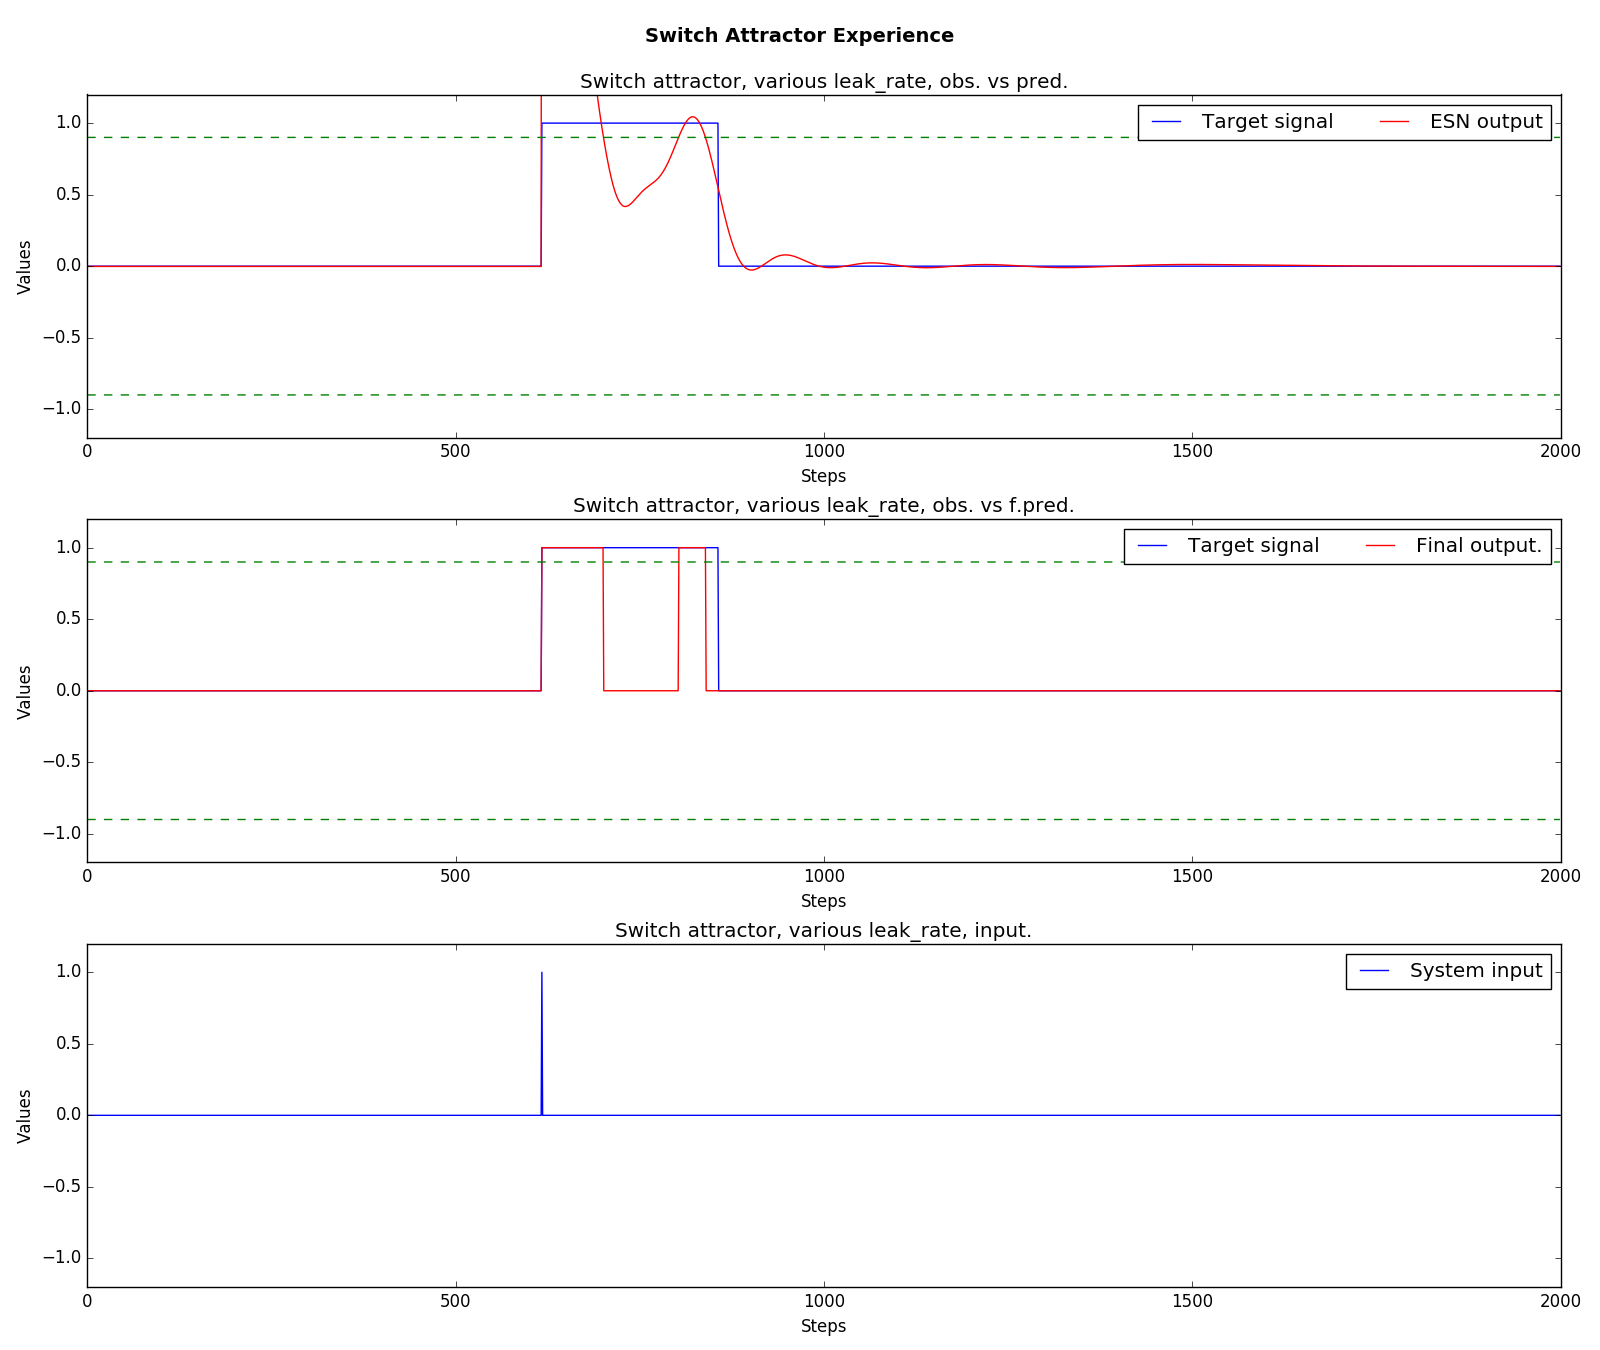 Switch Attractor Experience
Switch attractor, various leak_rate, obs. vs pred.
Target signal ESN output
1.0
0.5
0.0
−0.5
−1.0
Values
0 500 1000 1500 2000
Steps
Switch attractor, various leak_rate, obs. vs f.pred.
Target signal Final output.
1.0
0.5
0.0
−0.5
−1.0
Values
0 500 1000 1500 2000
Steps
Switch attractor, various leak_rate, input.
System input
1.0
0.5
0.0
−0.5
−1.0
Values
0 500 1000 1500 2000
Steps